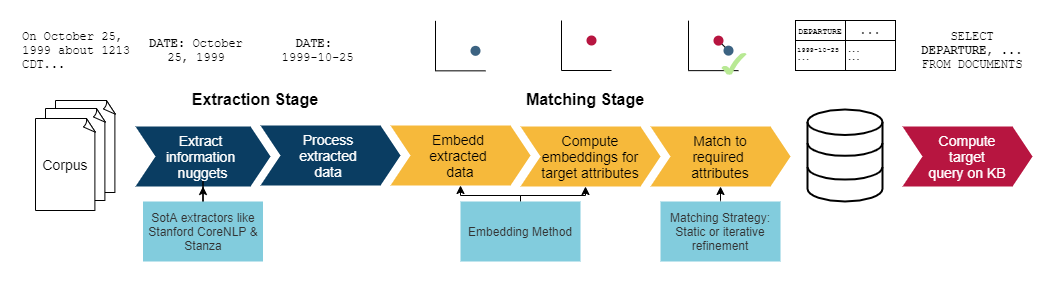 On October 25,
1999 about 1213
CDT...
DATE: October
25, 1999
DATE:
1999-10-25
DEPARTURE
...
1999-10-25
...
...
...
SELECT
DEPARTURE, ...
FROM DOCUMENTS
Extraction Stage
Matching Stage
Corpus
Extract
information
nuggets
Process
extracted
data
Embedd
extracted
data
Compute
embeddings for
target attributes
Match to
required
attributes
Compute
target
query on KB
SotA extractors like
Stanford CoreNLP &
Stanza
Embedding Method
Matching Strategy:
Static or iterative
refinement